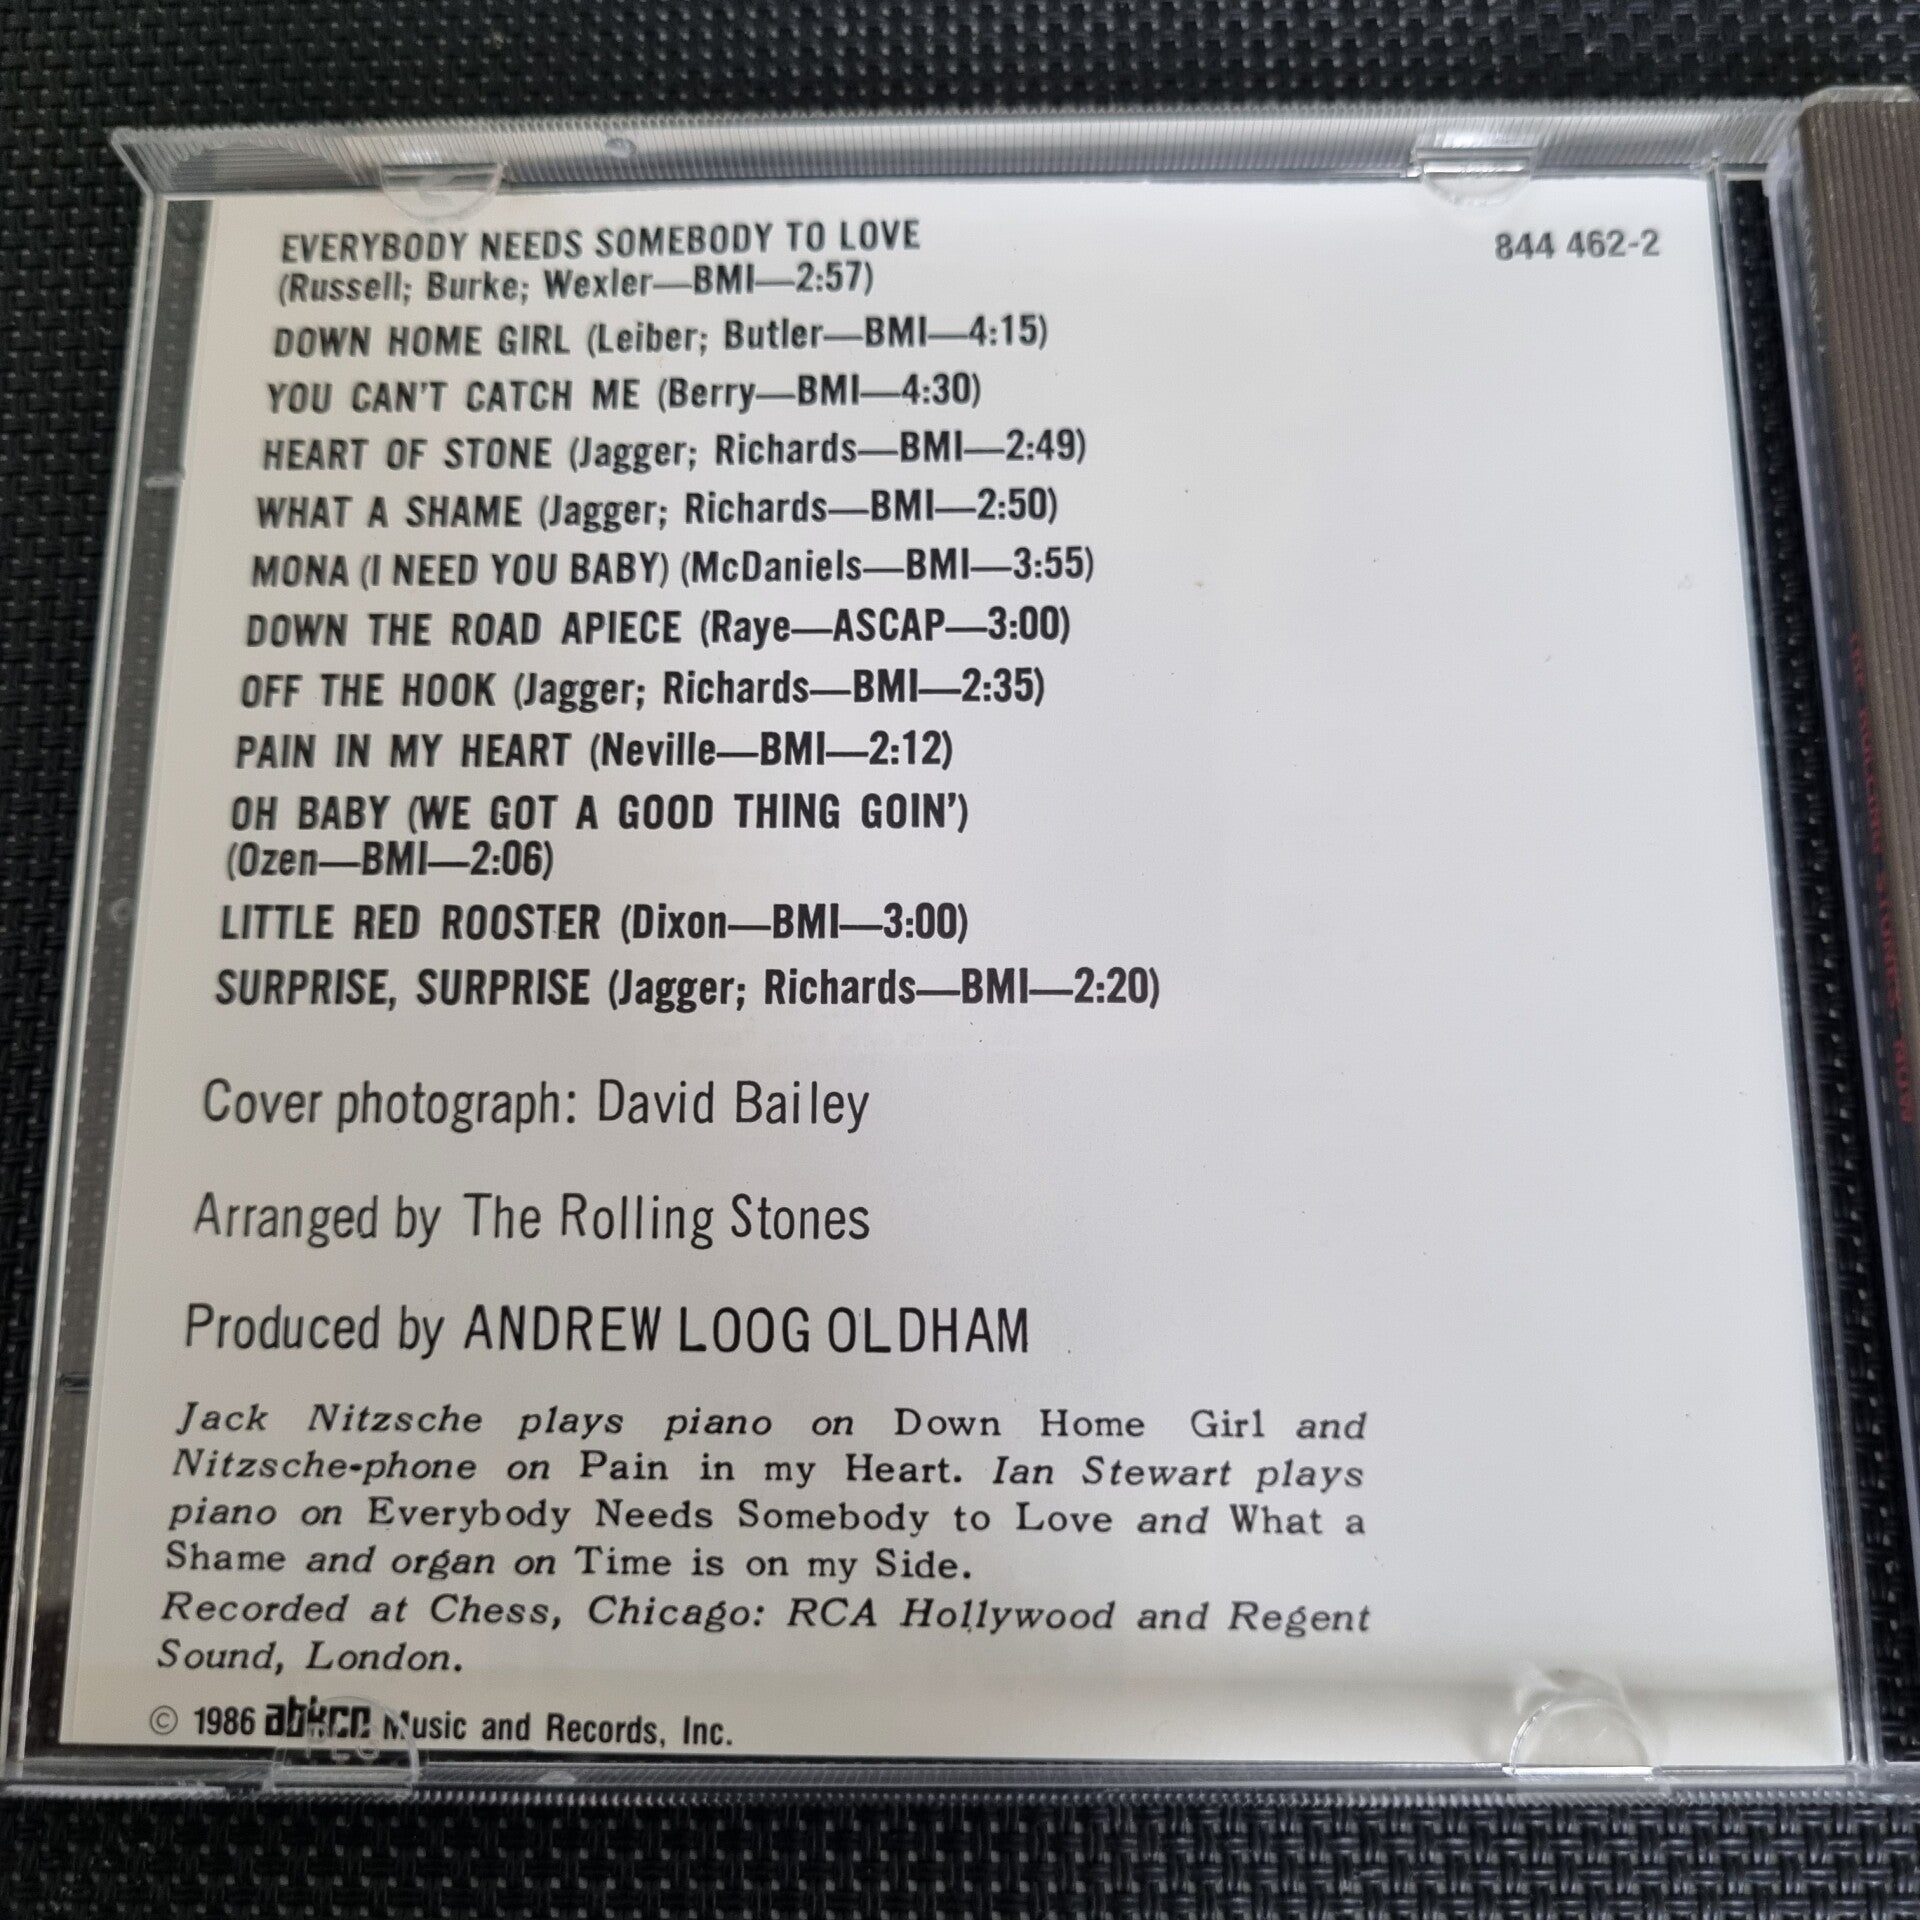 EVERYBODY NEEDS SOMEBODY TO LOVE
844 462-2
(Russell; Burke; Wexler—BMI—2:57)
DOWN HOME GIRL (Leiber; Butler—BMI—4:15)
YOU CAN'T CATCH ME (Berry—BMI—4:30)
HEART OF STONE (Jagger; Richards—BMI—2:49)
WHAT A SHAME (Jagger; Richards—BMI—2:50)
MONA (I NEED YOU BABY) (McDaniels—BMI—3:55)
DOWN THE ROAD APIECE (Raye—ASCAP—3:00)
OFF THE HOOK (Jagger; Richards—BMI—2:35)
PAIN IN MY HEART (Neville—BMI—2:12)
OH BABY (WE GOT A GOOD THING GOIN')
(Ozen—BMI—2:06)
LITTLE RED ROOSTER (Dixon—BMI—3:00)
SURPRISE, SURPRISE (Jagger; Richards—BMI—2:20)
Cover photograph: David Bailey
Arranged by The Rolling Stones
Produced by ANDREW LOOG OLDHAM
Jack Nitzsche plays piano on Down Home Girl and
Nitzsche-phone on Pain in my Heart. Ian Stewart plays
piano on Everybody Needs Somebody to Love and What a
Shame and organ on Time is on my Side.
Recorded at Chess, Chicago: RCA Hollywood and Regent
Sound, London.
© 1986 abkco Music and Records, Inc.